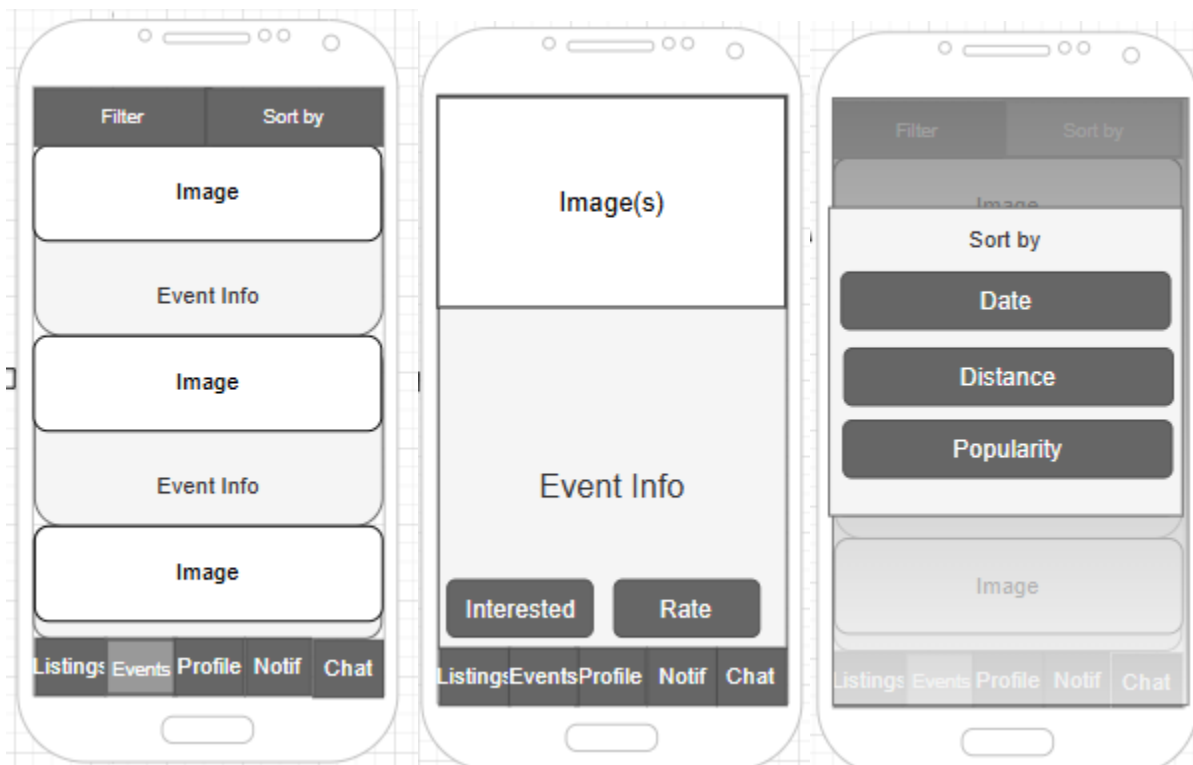 Filter Sort by
Image
Event Info
Image
Event Info
Image
Listings Events Profile Notif Chat
Image(s)
Event Info
Interested Rate
Listings Events Profile Notif Chat
Filter Sort by
Image
Sort by
Date
Distance
Popularity
Image
Listings Events Profile Notif Chat